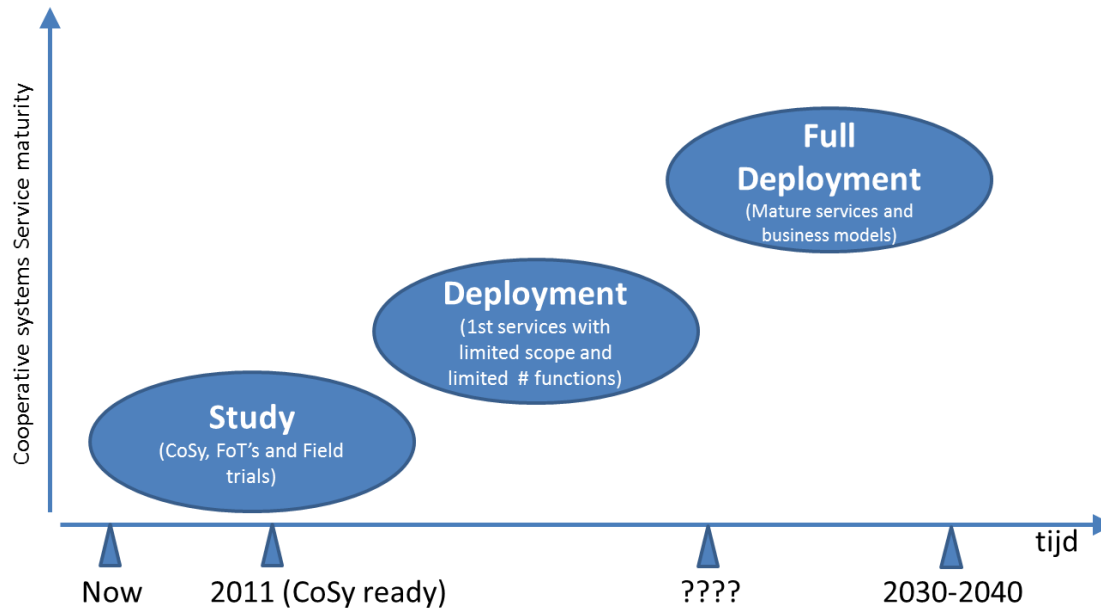 Cooperative systems Service maturity
Full
Deployment
(Mature services and
business models)
Deployment
(1st services with
limited scope and
limited # functions)
Study
(CoSy, FoT's and Field
trials)
tijd
Now
2011 (CoSy ready)
????
2030-2040